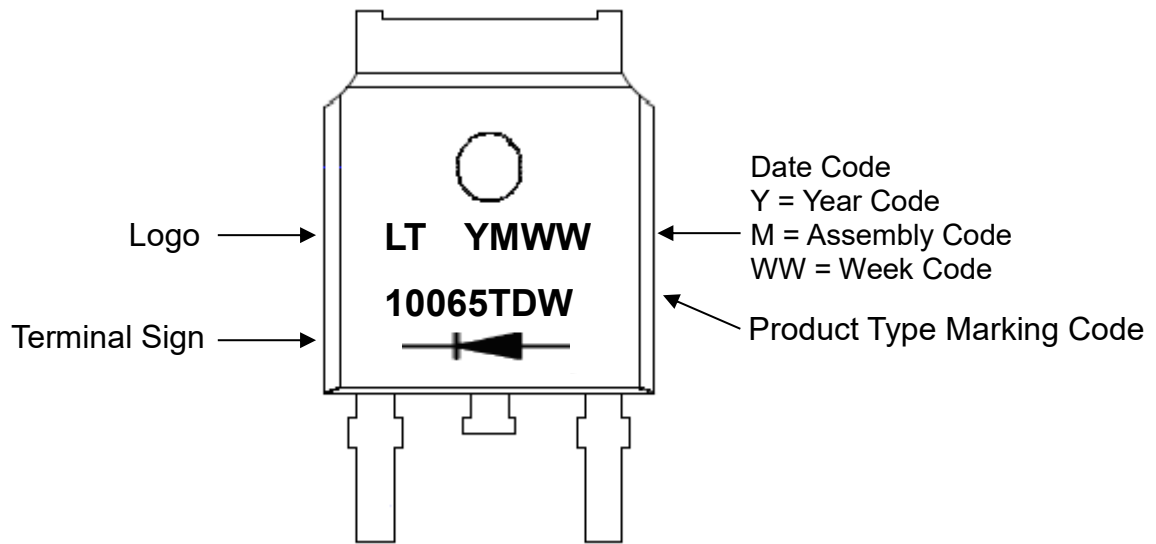 Date Code
Y = Year Code
Logo
LT YMWW
M = Assembly Code
WW = Week Code
10065TDW
Terminal Sign
Product Type Marking Code